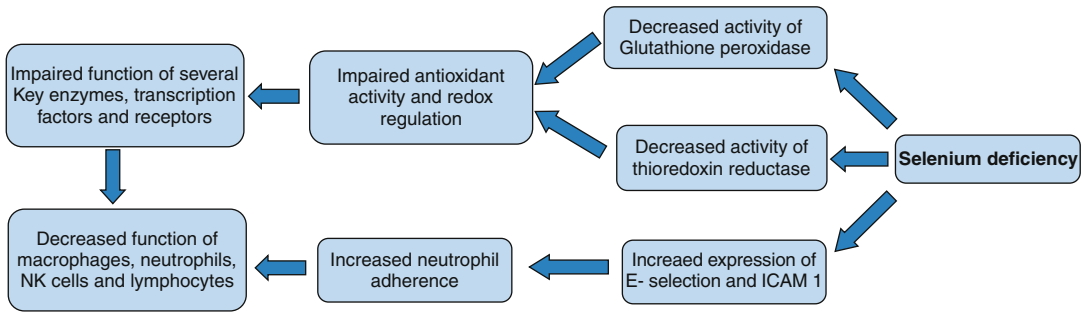 Decreased activity of
Glutathione peroxidase
Impaired function of several
Key enzymes, transcription
factors and receptors
Impaired antioxidant
activity and redox
regulation
Decreased activity of
thioredoxin reductase
Selenium deficiency
Decreased function of
macrophages, neutrophils,
NK cells and lymphocytes
Increased neutrophil
adherence
Increaed expression of
E- selection and ICAM 1